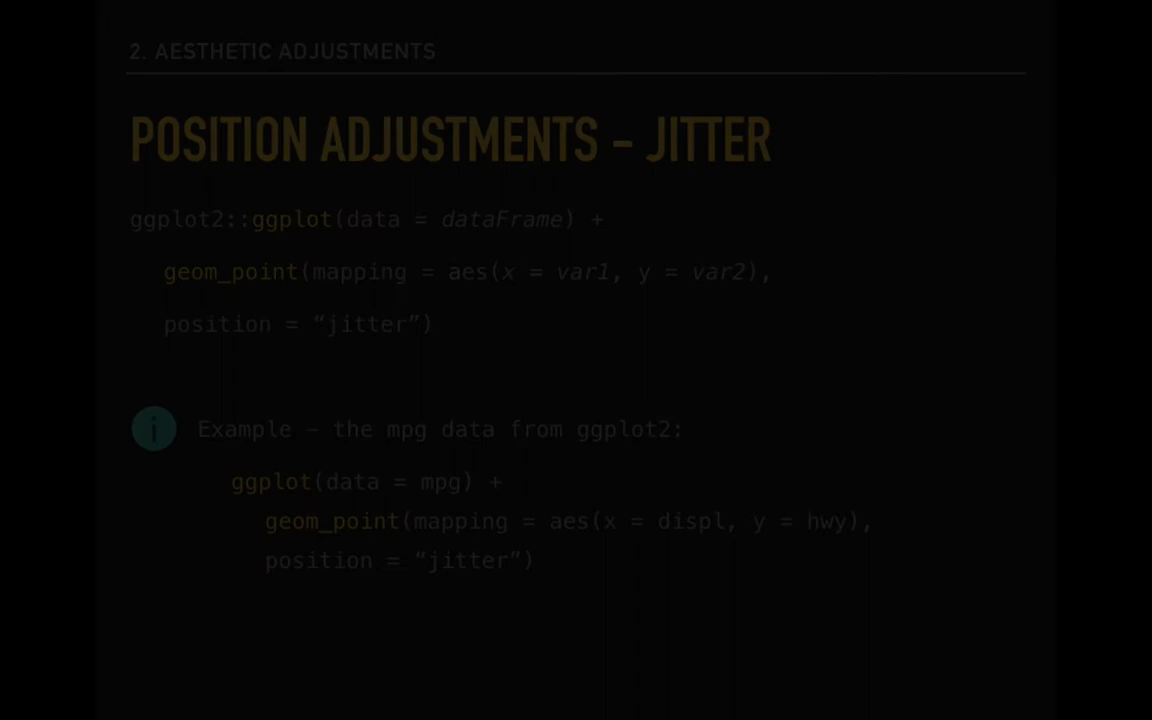 2. AESTHETIC ADJUSTMENTS
POSITION ADJUSTMENTS – JITTER
ggplot2::ggplot(data = dataFrame) +
geom_point(mapping = aes(x = var1, y = var2),
position = “jitter”)
i
Example – the mpg data from ggplot2:
ggplot(data = mpg) +
geom_point(mapping = aes(x = displ, y = hwy),
position = “jitter”)